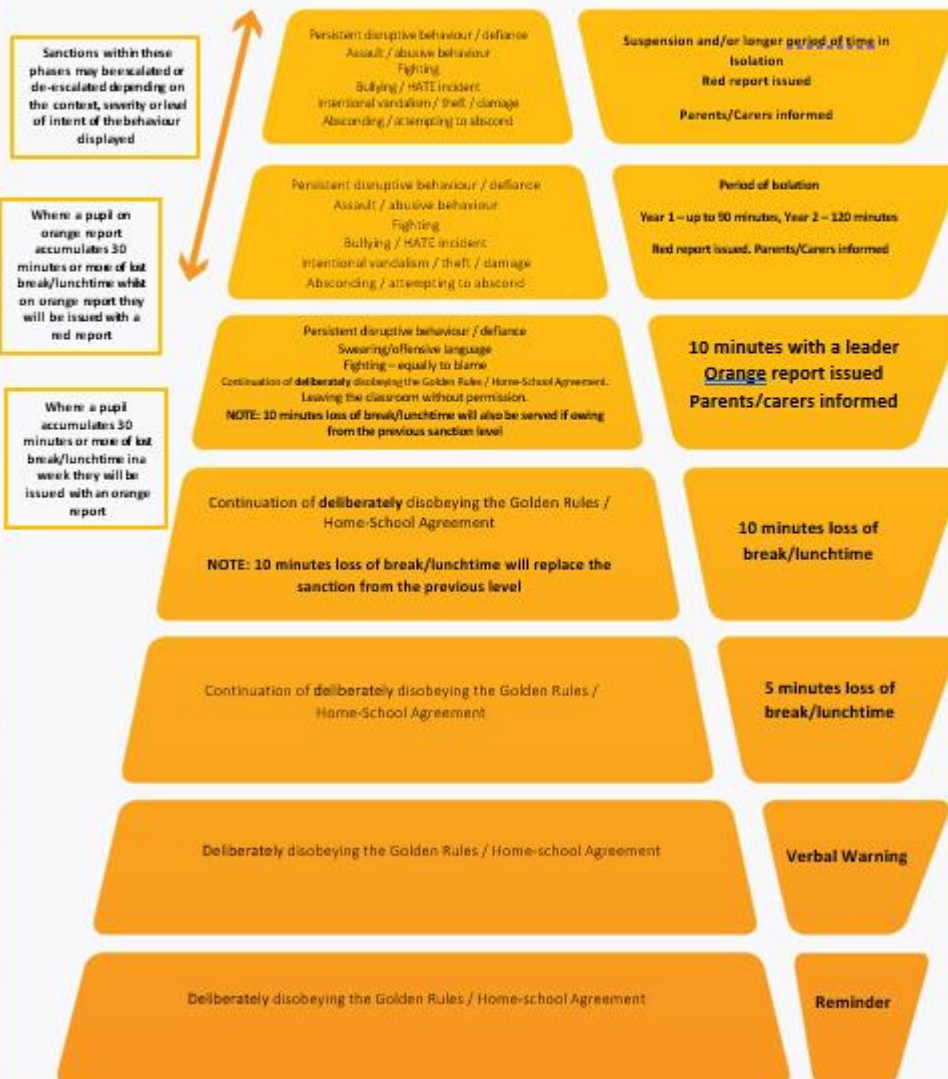 Sanctions within these
phases may beescalated or
de-escalated depending on
the context, severity or level
of intent of the behaviour
displayed
Persistent disruptive behaviour / defiance
Assault / abusive behaviour
Fighting
Bullying / HATE incident
Intentional vandalism / theft / damage
Absconding / attempting to abscond
Suspension and/or longer period of time in
Isolation
Red report issued
Parents/Carers informed
Where a pupil on
orange report
accumulates 30
minutes or more of lost
break/lunchtime whilst
on orange report they
will be issued with a
red report
Persistent disruptive behaviour / defiance
Assault / abusive behaviour
Fighting
Bullying / HATE incident
Intentional vandalism / theft / damage
Absconding / attempting to abscond
Period of Isolation
Year 1 – up to 90 minutes, Year 2 – 120 minutes
Red report issued. Parents/Carers informed
Persistent disruptive behaviour / defiance
Swearing/offensive language
Fighting – equally to blame
Continuation of deliberately disobeying the Golden Rules / Home-School Agreement.
Leaving the classroom without permission.
NOTE: 10 minutes loss of break/lunchtime will also be served if owing
from the previous sanction level
10 minutes with a leader
Orange report issued
Parents/carers informed
Where a pupil
accumulates 30
minutes or more of lost
break/lunchtime in a
week they will be
issued with an orange
report
Continuation of deliberately disobeying the Golden Rules /
Home-School Agreement
NOTE: 10 minutes loss of break/lunchtime will replace the
sanction from the previous level
10 minutes loss of
break/lunchtime
Continuation of deliberately disobeying the Golden Rules /
Home-School Agreement
5 minutes loss of
break/lunchtime
Deliberately disobeying the Golden Rules / Home-school Agreement
Verbal Warning
Deliberately disobeying the Golden Rules / Home-school Agreement
Reminder